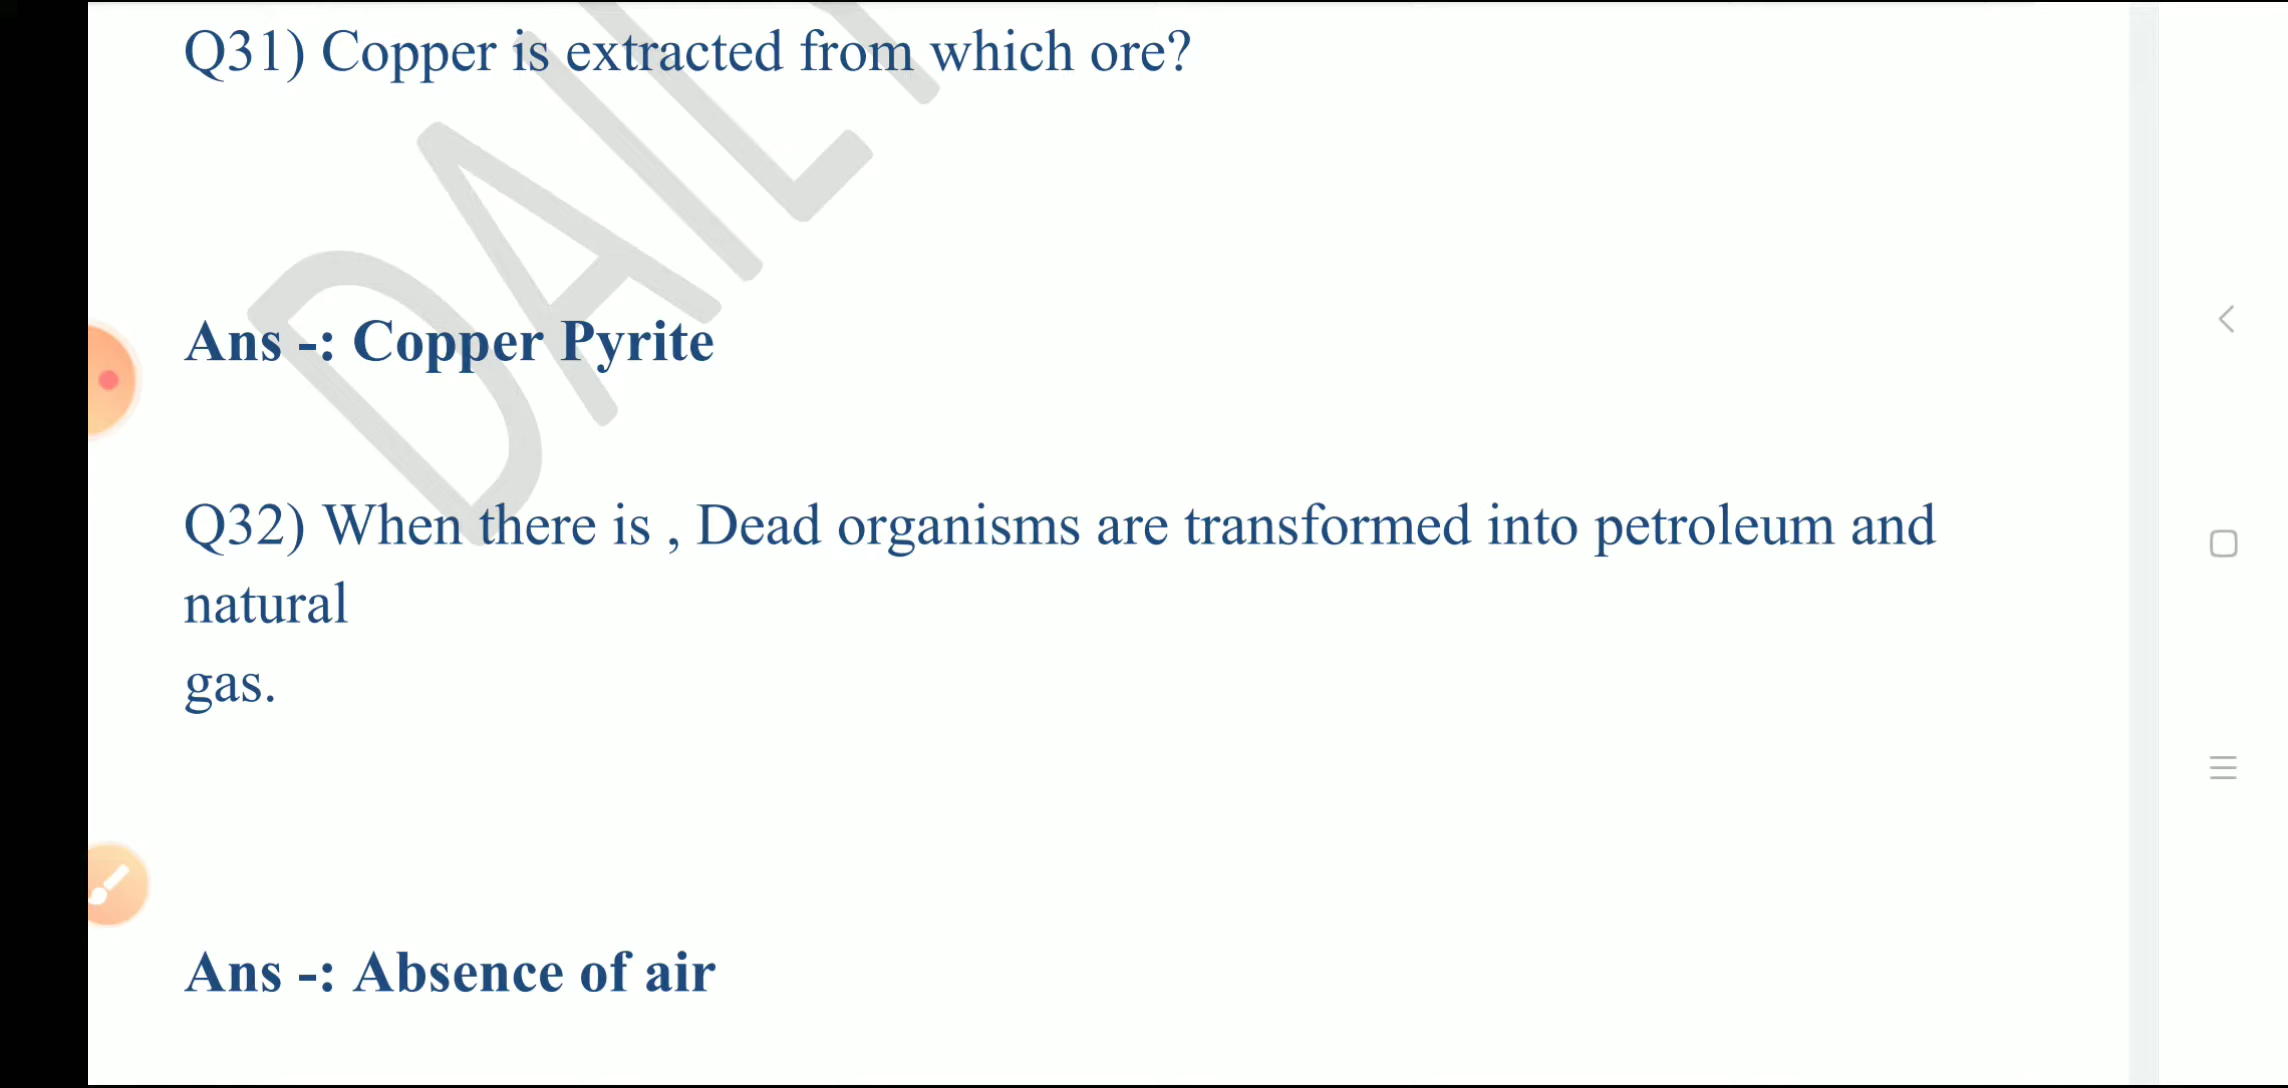 Q31) Copper is extracted from which ore?
Ans -: Copper Pyrite
Q32) When there is , Dead organisms are transformed into petroleum and
natural
gas.
Ans -: Absence of air
DAILY